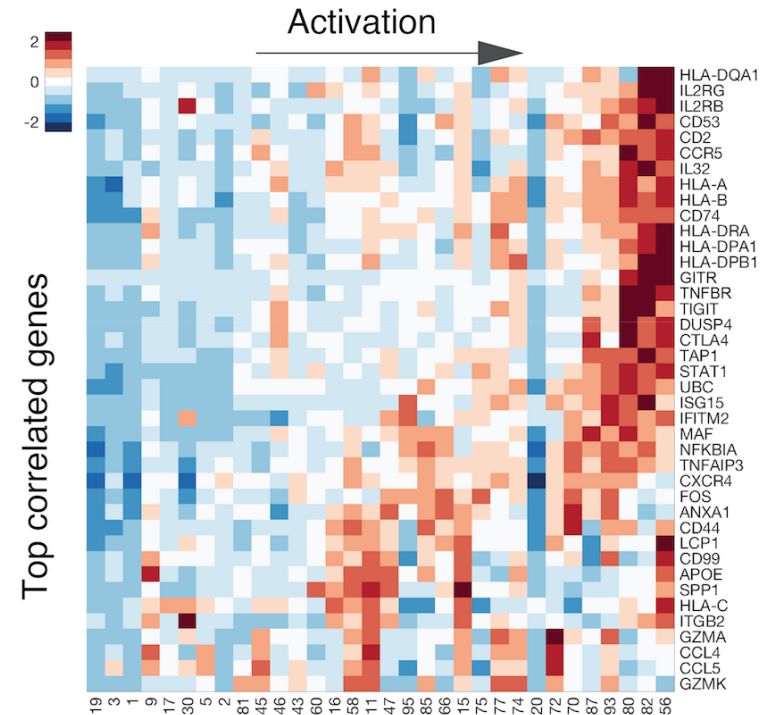 Activation
2
0
-2
Top correlated genes
HLA-DQA1
IL2RG
IL2RB
CD53
CD2
CCR5
IL32
HLA-A
HLA-B
CD74
HLA-DRA
HLA-DPA1
HLA-DPB1
GITR
TNFBR
TIGIT
DUSP4
CTLA4
TAP1
STAT1
UBC
ISG15
IFITM2
MAF
NFKBIA
TNFAIP3
CXCR4
FOS
ANXA1
CD44
LCP1
CD99
APOE
SPP1
HLA-C
ITGB2
GZMA
CCL4
CCL5
GZMK
19 3 1 9 17 30 5 2 81 45 46 43 60 16 58 11 47 95 85 66 15 75 77 74 20 72 70 87 93 80 82 56